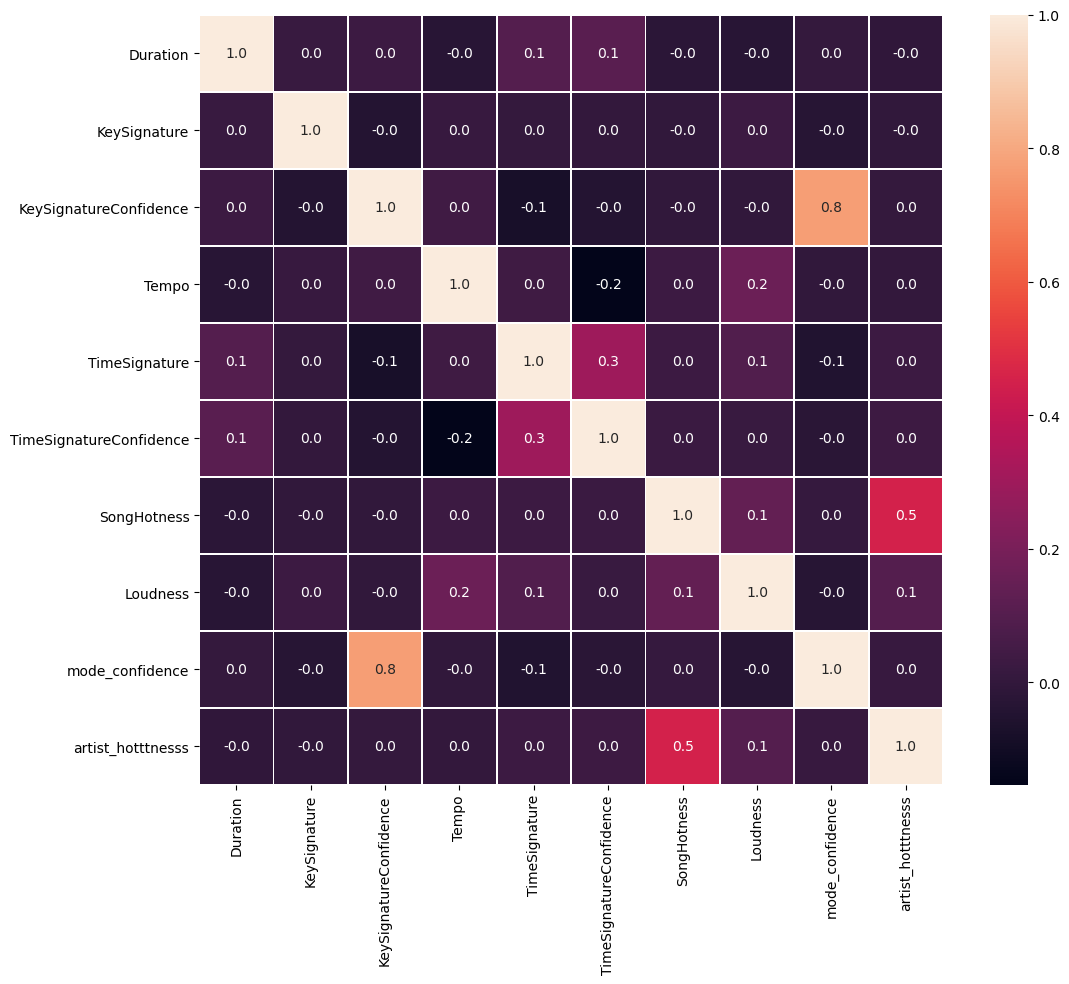 Duration 1.0 0.0 0.0 -0.0 0.1 0.1 -0.0 -0.0 0.0 -0.0
KeySignature 0.0 1.0 -0.0 0.0 0.0 0.0 -0.0 0.0 -0.0 -0.0
KeySignatureConfidence 0.0 -0.0 1.0 0.0 -0.1 -0.0 -0.0 -0.0 0.8 0.0
Tempo -0.0 0.0 0.0 1.0 0.0 -0.2 0.0 0.2 -0.0 0.0
TimeSignature 0.1 0.0 -0.1 0.0 1.0 0.3 0.0 0.1 -0.1 0.0
TimeSignatureConfidence 0.1 0.0 -0.0 -0.2 0.3 1.0 0.0 0.0 -0.0 0.0
SongHotness -0.0 -0.0 -0.0 0.0 0.0 0.0 1.0 0.1 0.0 0.5
Loudness -0.0 0.0 -0.0 0.2 0.1 0.0 0.1 1.0 -0.0 0.1
mode_confidence 0.0 -0.0 0.8 -0.0 -0.1 -0.0 0.0 -0.0 1.0 0.0
artist_hotttnesss -0.0 -0.0 0.0 0.0 0.0 0.0 0.5 0.1 0.0 1.0
Duration
KeySignature
KeySignatureConfidence
Tempo
TimeSignature
TimeSignatureConfidence
SongHotness
Loudness
mode_confidence
artist_hotttnesss
1.0
0.8
0.6
0.4
0.2
0.0